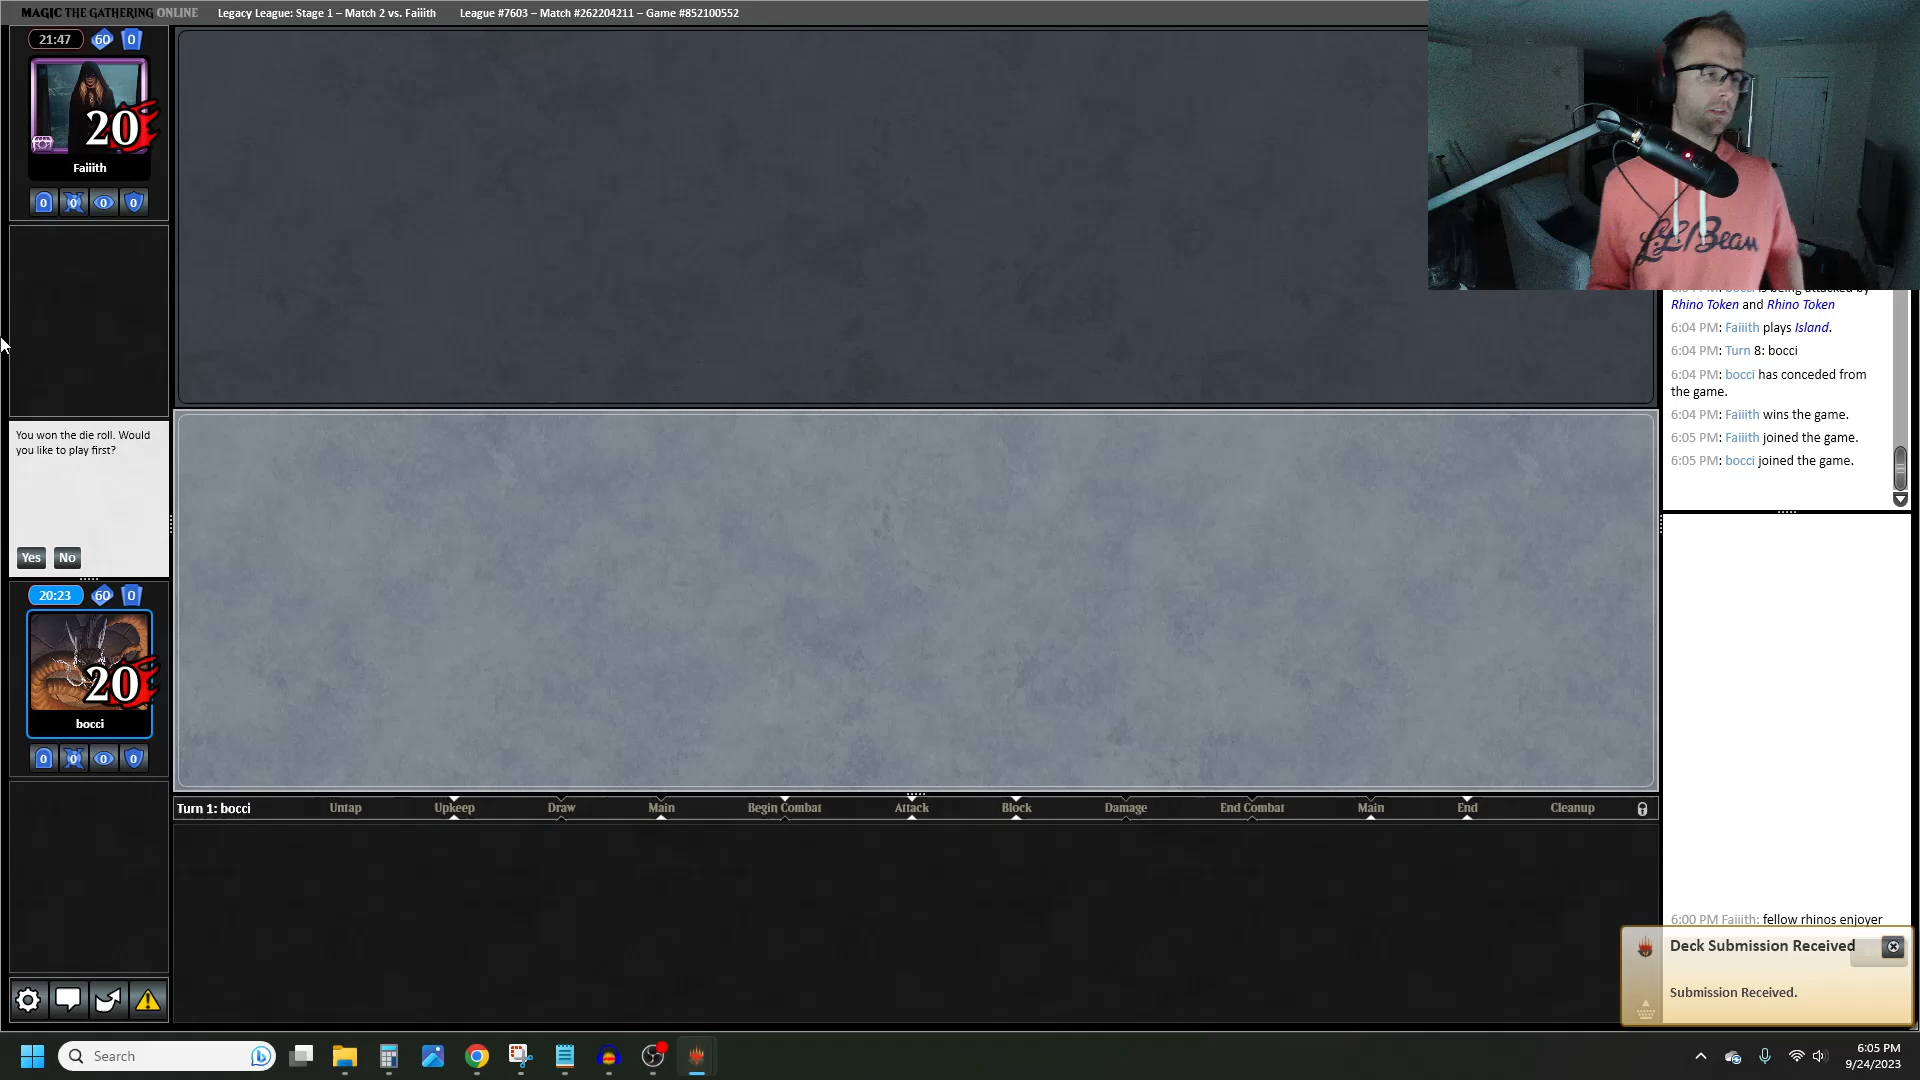 MAGIC THE GATHERING ONLINE Legacy League: Stage 1 – Match 2 vs. Faiiith League #7603 – Match #262204211 – Game #852100552
21:47 60 0
20
Faiiith
0 0 0 0
L.L.Bean
Rhino Token and Rhino Token
6:04 PM: Faiiith plays Island.
6:04 PM: Turn 8: bocci
6:04 PM: bocci has conceded from
the game.
6:04 PM: Faiiith wins the game.
6:05 PM: Faiiith joined the game.
6:05 PM: bocci joined the game.
You won the die roll. Would
you like to play first?
Yes No
20:23 60 0
20
bocci
0 0 0 0
Turn 1: bocci Untap Upkeep Draw Main Begin Combat Attack Block Damage End Combat Main End Cleanup
6:00 PM Faiiith: fellow rhinos enjoyer
Deck Submission Received
Submission Received.
Search
6:05 PM
9/24/2023